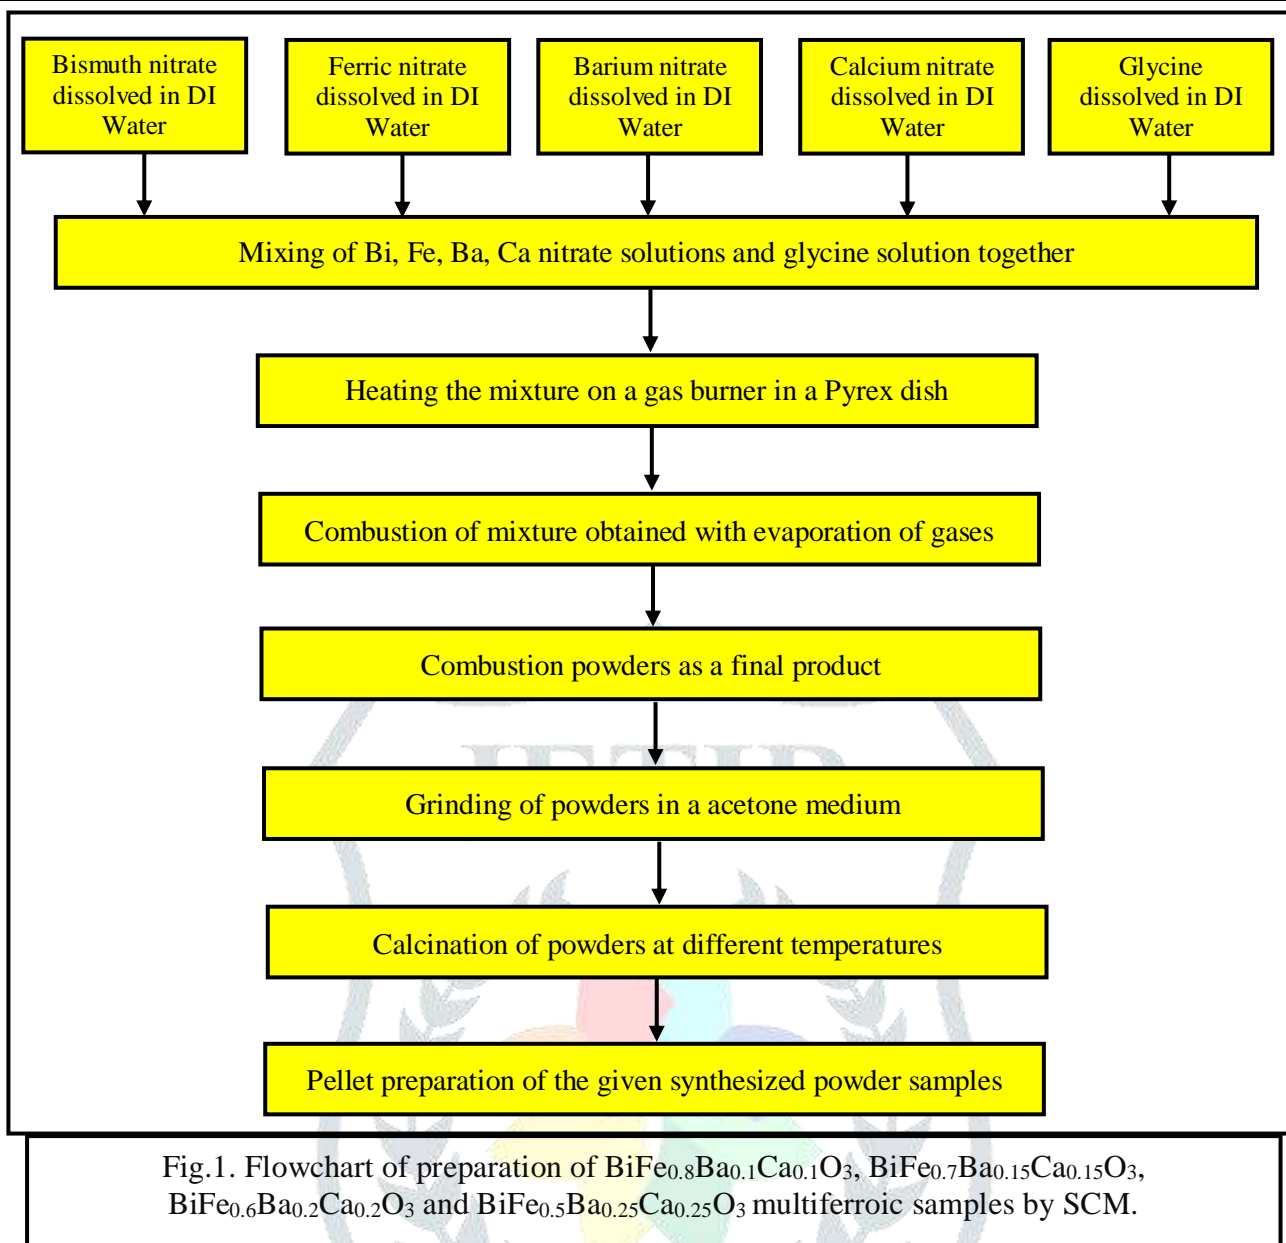 Bismuth nitrate
dissolved in DI
Water
Ferric nitrate
dissolved in DI
Water
Barium nitrate
dissolved in DI
Water
Calcium nitrate
dissolved in DI
Water
Glycine
dissolved in DI
Water
Mixing of Bi, Fe, Ba, Ca nitrate solutions and glycine solution together
Heating the mixture on a gas burner in a Pyrex dish
Combustion of mixture obtained with evaporation of gases
Combustion powders as a final product
JETIR
Grinding of powders in a acetone medium
Calcination of powders at different temperatures
Pellet preparation of the given synthesized powder samples
Fig.1. Flowchart of preparation of BiFe₀.₈Ba₀.₁Ca₀.₁O₃, BiFe₀.₇Ba₀.₁₅Ca₀.₁₅O₃,
BiFe₀.₆Ba₀.₂Ca₀.₂O₃ and BiFe₀.₅Ba₀.₂₅Ca₀.₂₅O₃ multiferroic samples by SCM.